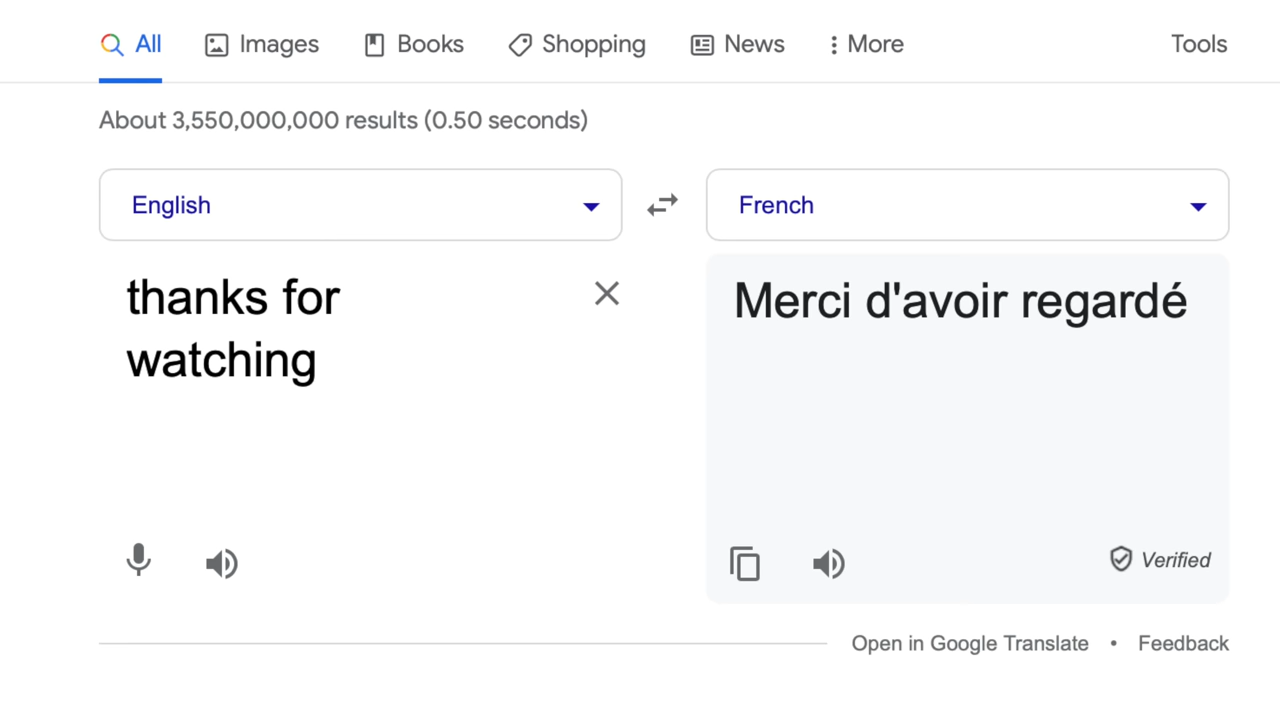 All Images Books Shopping News More Tools
About 3,550,000,000 results (0.50 seconds)
English French
thanks for
watching
Merci d'avoir regardé
Verified
Open in Google Translate • Feedback